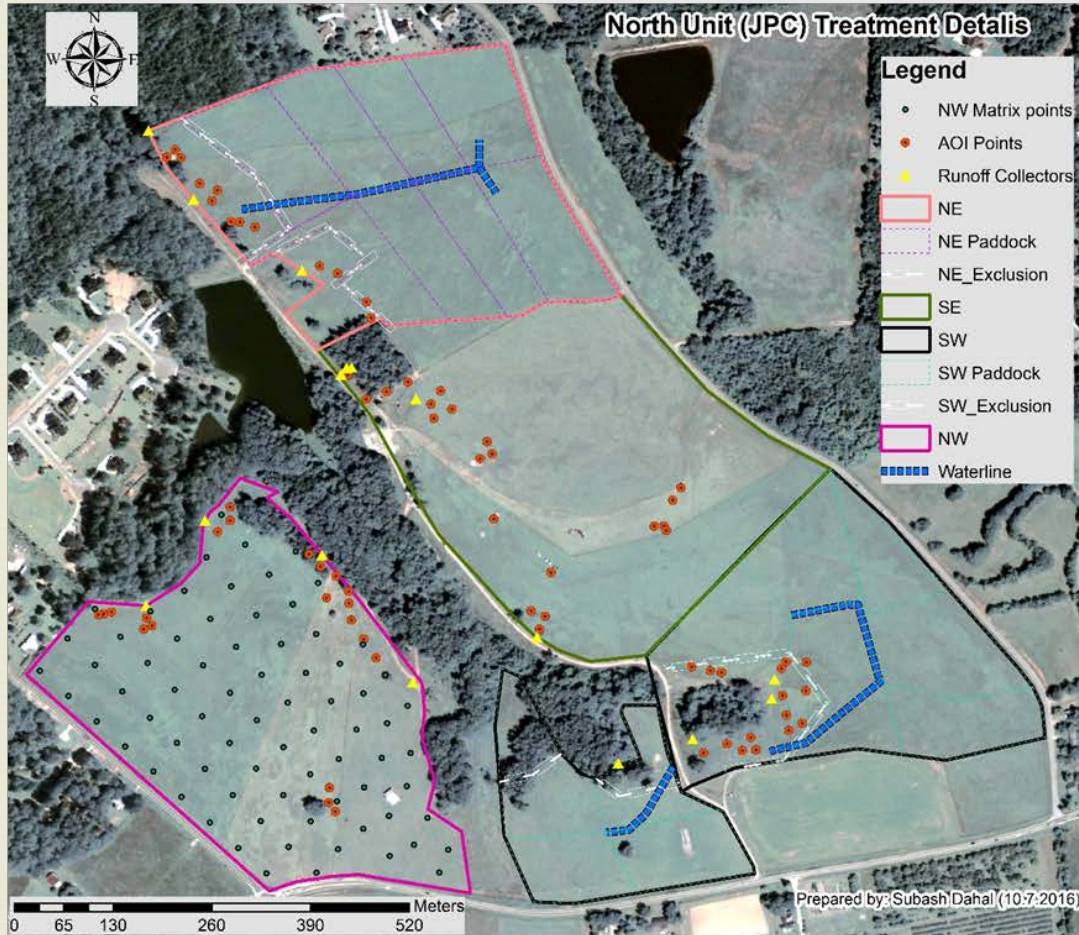 North Unit (JPC) Treatment Detalis
N
W
E
S
Legend
NW Matrix points
AOI Points
Runoff Collectors
NE
NE Paddock
NE_Exclusion
SE
SW
SW Paddock
SW_Exclusion
NW
Waterline
Meters
0 65 130 260 390 520
Prepared by: Subash Dahal (10.7.2016)